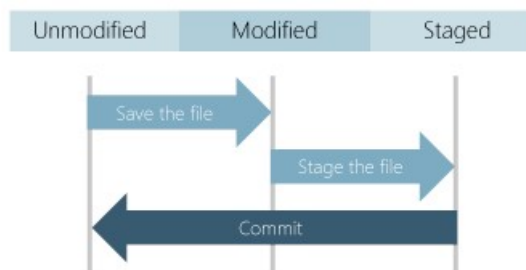 Unmodified Modified Staged
Save the file
Stage the file
Commit